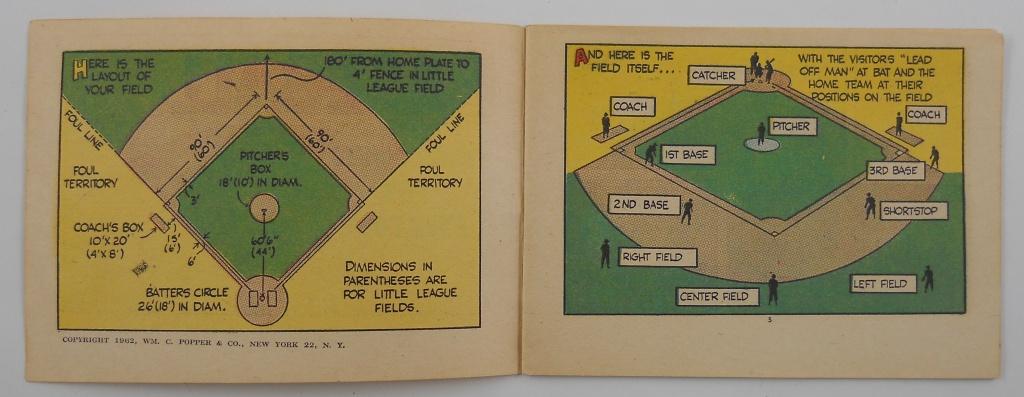 HERE IS THE
LAYOUT OF
YOUR FIELD
180' FROM HOME PLATE TO
4' FENCE IN LITTLE
LEAGUE FIELD
FOUL LINE
FOUL LINE
90'
(60')
90'
(60')
FOUL
TERRITORY
FOUL
TERRITORY
PITCHER'S
BOX
18'(10') IN DIAM.
3'
COACH'S BOX
10'X 20'
(4'X 8')
15'
(6')
6'
60'6"
(44')
BATTERS CIRCLE
26'(18') IN DIAM.
DIMENSIONS IN
PARENTHESES ARE
FOR LITTLE LEAGUE
FIELDS.
COPYRIGHT 1962, WM. C. POPPER & CO., NEW YORK 22, N. Y.
AND HERE IS THE
FIELD ITSELF...
WITH THE VISITORS "LEAD
OFF MAN" AT BAT AND THE
HOME TEAM AT THEIR
POSITIONS ON THE FIELD
CATCHER
COACH
COACH
PITCHER
1ST BASE
3RD BASE
2ND BASE
SHORTSTOP
RIGHT FIELD
CENTER FIELD
LEFT FIELD
3